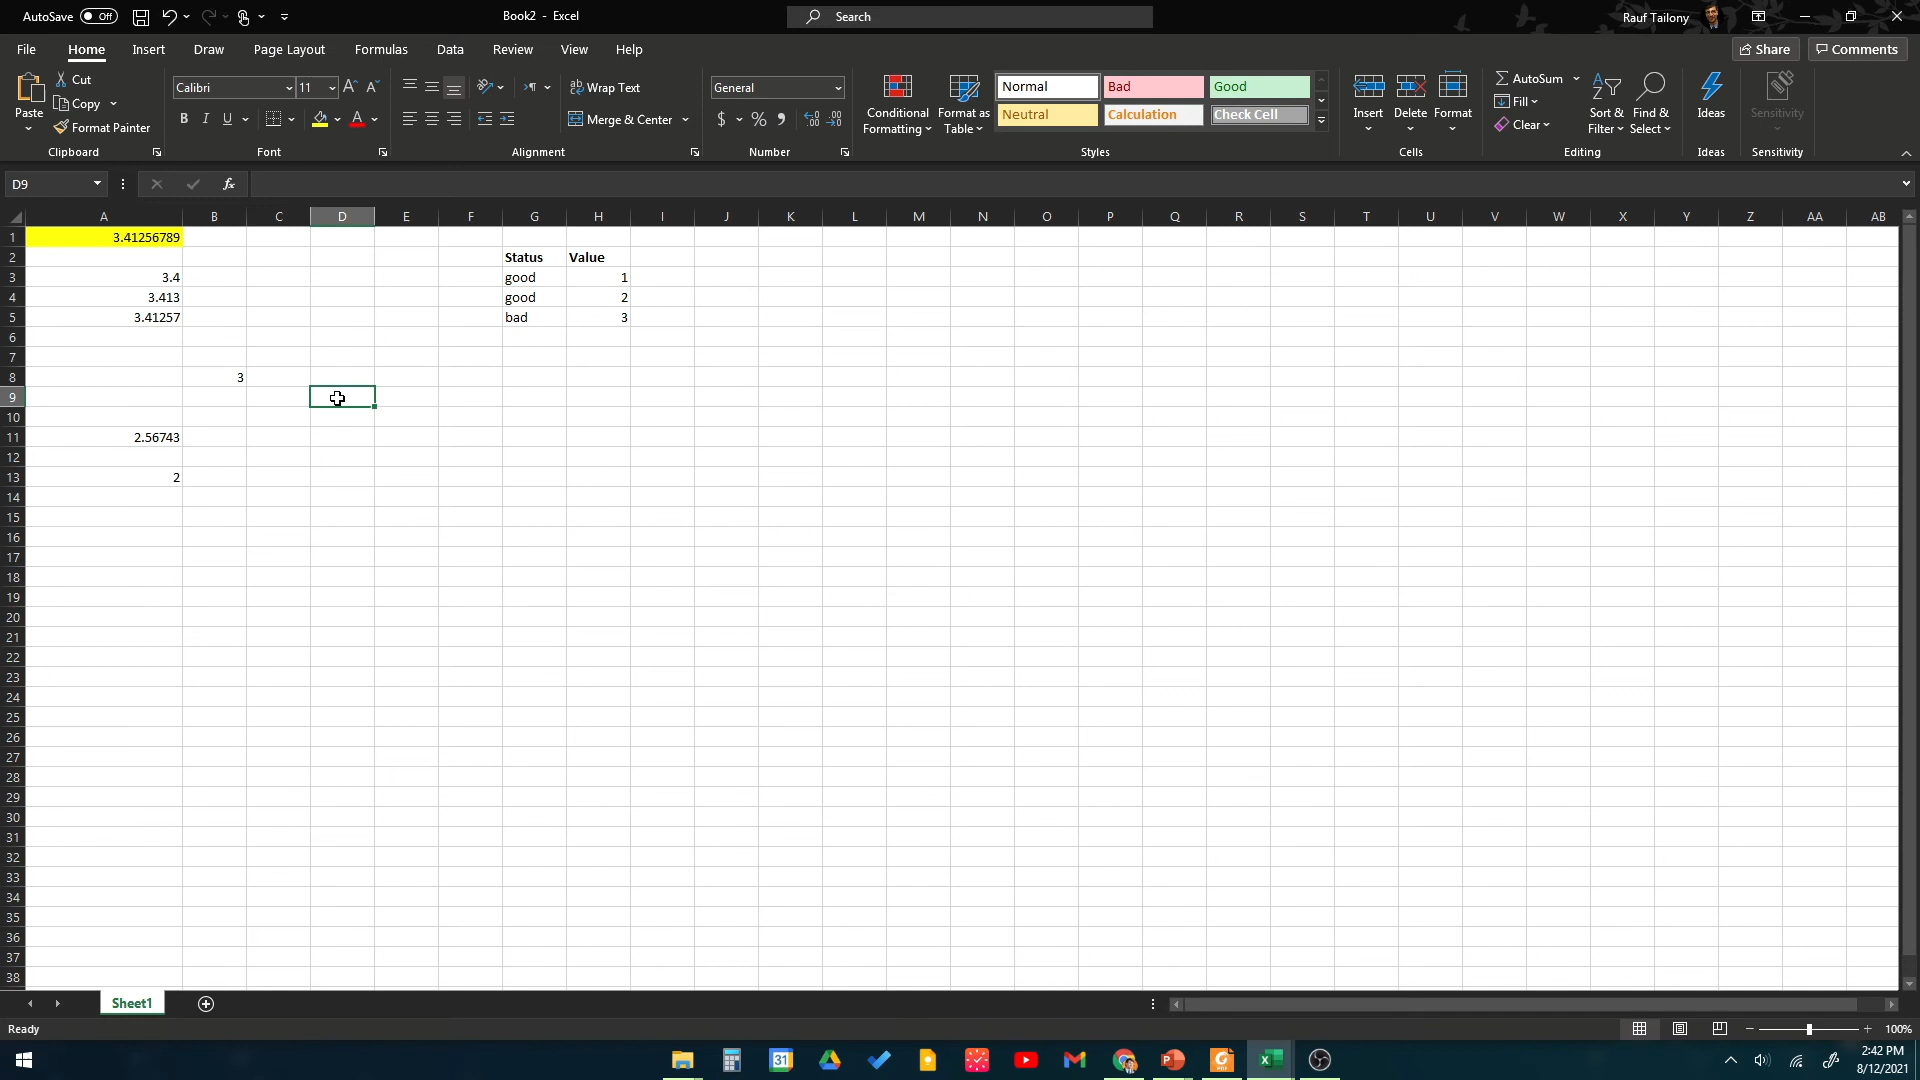 AutoSave Off Book2 - Excel Search Rauf Tailony
File Home Insert Draw Page Layout Formulas Data Review View Help Share Comments
Paste Cut Copy Format Painter Clipboard
Calibri 11 A A B I U A Font
Wrap Text Merge & Center Alignment
General $ % Number
Conditional Formatting Format as Table
Normal Bad Good
Neutral Calculation Check Cell
Styles
Insert Delete Format Cells
AutoSum Fill Clear Sort & Filter Find & Select Editing
Ideas Ideas
Sensitivity Sensitivity
D9 fx
A B C D E F G H I J K L M N O P Q R S T U V W X Y Z AA AB
1 3.41256789
2 Status Value
3 3.4 good 1
4 3.413 good 2
5 3.41257 bad 3
6
7
8 3
9
10
11 2.56743
12
13 2
14
15
16
17
18
19
20
21
22
23
24
25
26
27
28
29
30
31
32
33
34
35
36
37
38
Sheet1
Ready 100%
31 2:42 PM
8/12/2021